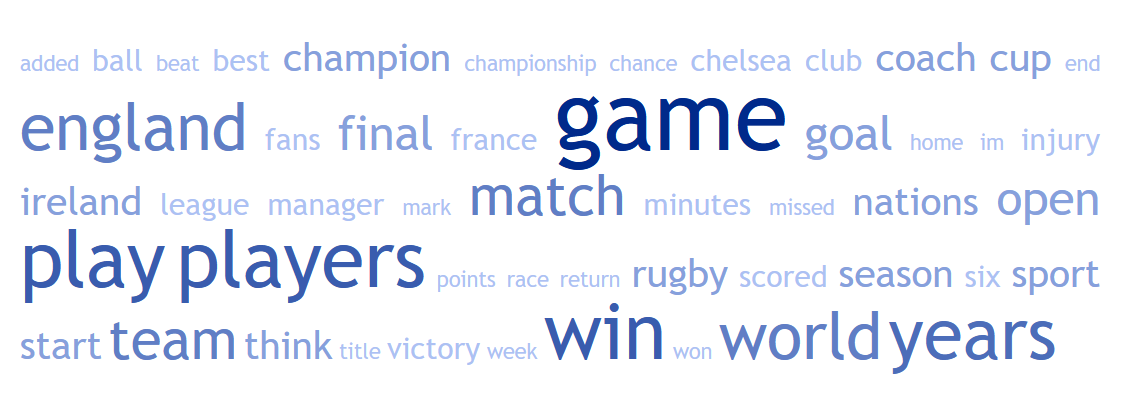 added ball beat best champion championship chance chelsea club coach cup end
england fans final france game goal home im injury
ireland league manager mark match minutes missed nations open
play players points race return rugby scored season six sport
start team think title victory week win won world years